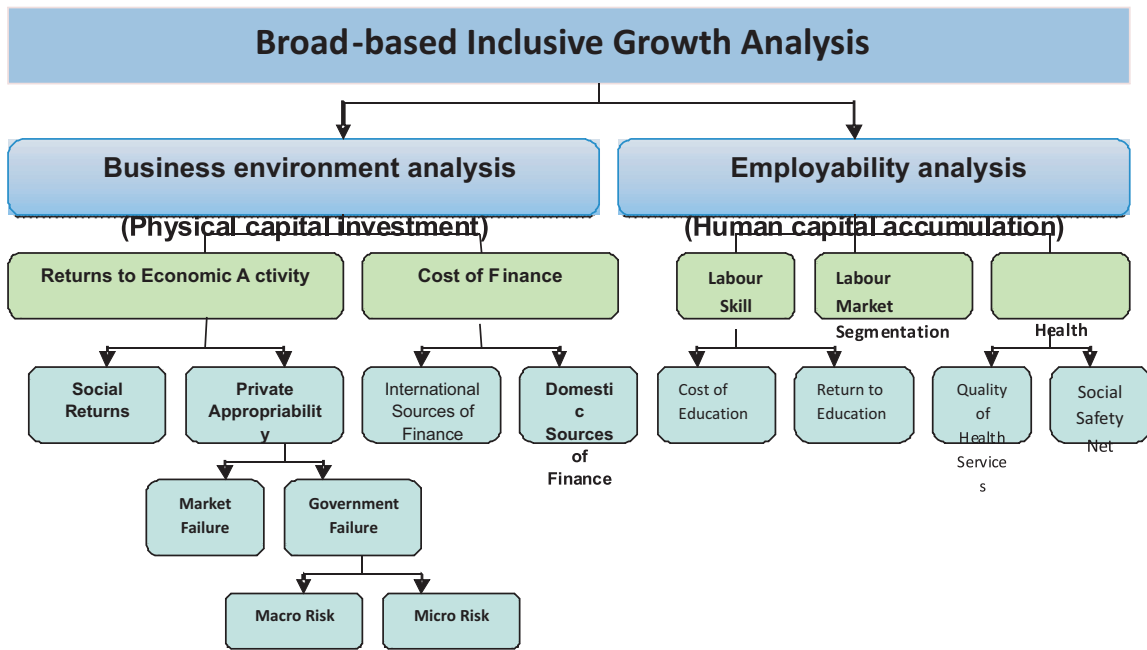 Broad-based Inclusive Growth Analysis
Business environment analysis
(Physical capital investment)
Employability analysis
(Human capital accumulation)
Returns to Economic A ctivity
Cost of Finance
Labour
Skill
Labour
Market
Segmentation
Health
Social
Returns
Private
Appropriabilit
y
International
Sources of
Finance
Domesti
c
Sources
of
Finance
Cost of
Education
Return to
Education
Quality
of
Health
Service
s
Social
Safety
Net
Market
Failure
Government
Failure
Macro Risk
Micro Risk